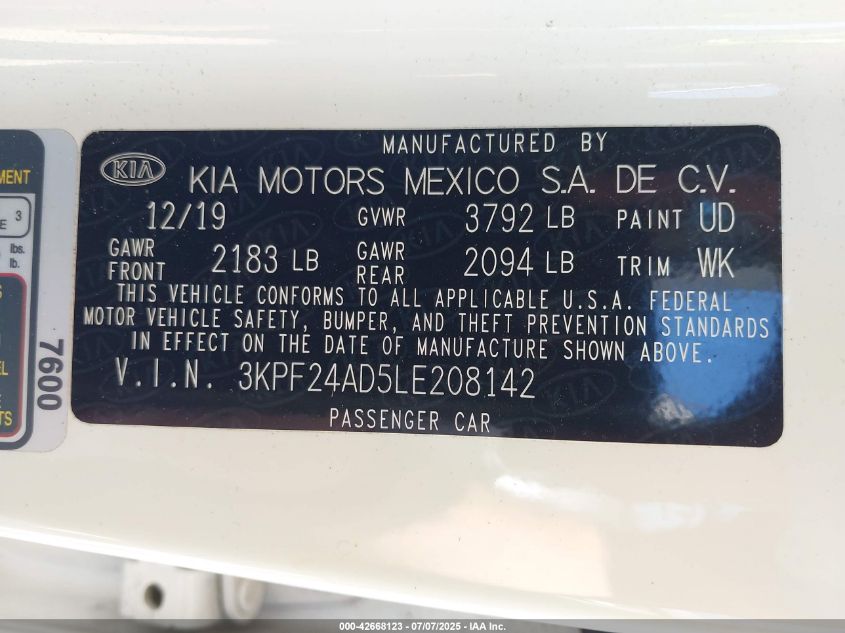 MANUFACTURED BY
KIA KIA MOTORS MEXICO S.A. DE C.V.
12/19 GVWR 3792 LB PAINT UD
GAWR FRONT 2183 LB GAWR REAR 2094 LB TRIM WK
THIS VEHICLE CONFORMS TO ALL APPLICABLE U.S.A. FEDERAL
MOTOR VEHICLE SAFETY, BUMPER, AND THEFT PREVENTION STANDARDS
IN EFFECT ON THE DATE OF MANUFACTURE SHOWN ABOVE.
V.I.N. 3KPF24AD5LE208142
PASSENGER CAR
3
lbs.
lb.
7600
000-42668123 - 07/07/2025 - IAA Inc.